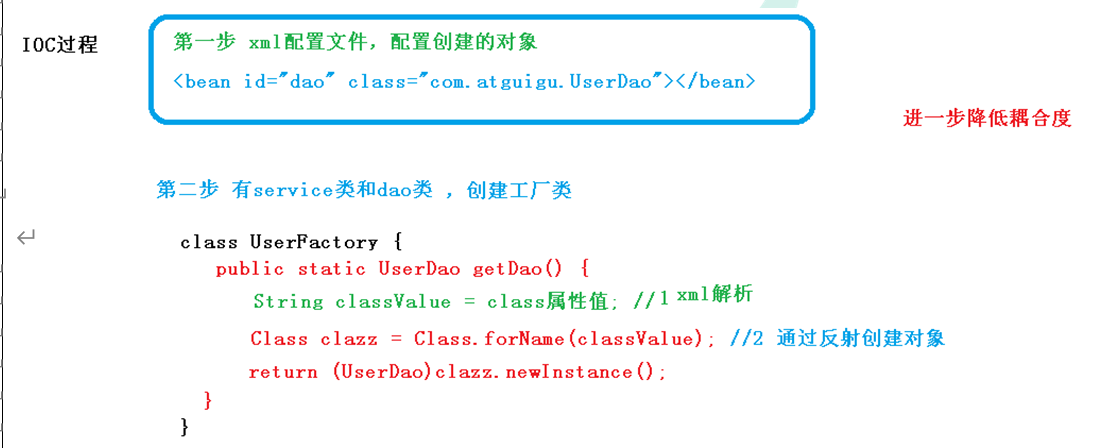 IOC过程
第一步 xml配置文件，配置创建的对象
<bean id="dao" class="com.atguigu.UserDao"></bean>
进一步降低耦合度
第二步 有service类和dao类 ，创建工厂类
class UserFactory {
public static UserDao getDao() {
String classValue = class属性值; //1 xml解析
Class clazz = Class.forName(classValue); //2 通过反射创建对象
return (UserDao)clazz.newInstance();
}
}